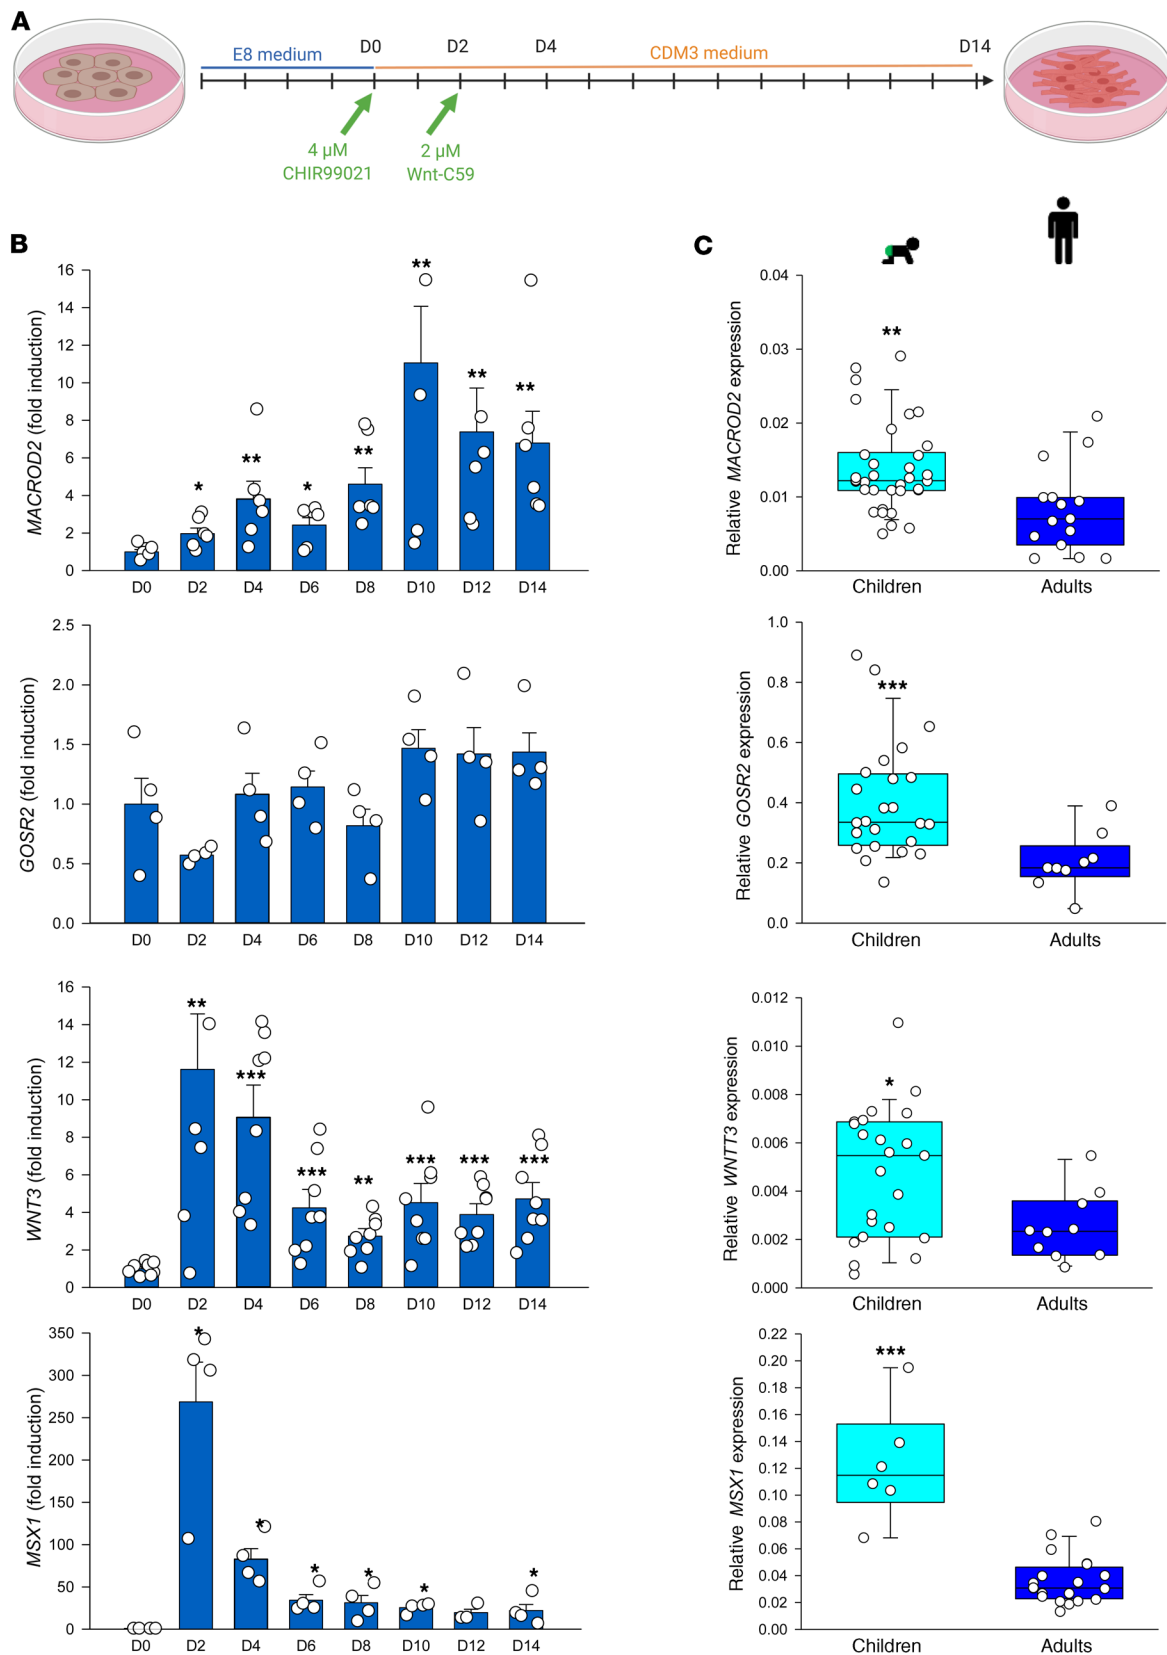 A
E8 medium
D0
D2
D4
CDM3 medium
D14
4 µM
CHIR99021
2 µM
Wnt-C59
B
MACROD2 (fold induction)
16
14
12
10
8
6
4
2
0
*
**
*
**
**
**
**
D0 D2 D4 D6 D8 D10 D12 D14
GOSR2 (fold induction)
2.5
2.0
1.5
1.0
0.5
0.0
D0 D2 D4 D6 D8 D10 D12 D14
WNT3 (fold induction)
16
14
12
10
8
6
4
2
0
**
***
***
**
***
***
***
D0 D2 D4 D6 D8 D10 D12 D14
MSX1 (fold induction)
350
300
250
200
150
100
50
0
*
*
*
*
*
*
D0 D2 D4 D6 D8 D10 D12 D14
C
Relative MACROD2 expression
0.04
0.03
0.02
0.01
0.00
**
Children Adults
Relative GOSR2 expression
1.0
0.8
0.6
0.4
0.2
0.0
***
Children Adults
Relative WNTT3 expression
0.012
0.010
0.008
0.006
0.004
0.002
0.000
*
Children Adults
Relative MSX1 expression
0.22
0.20
0.18
0.16
0.14
0.12
0.10
0.08
0.06
0.04
0.02
0.00
***
Children Adults